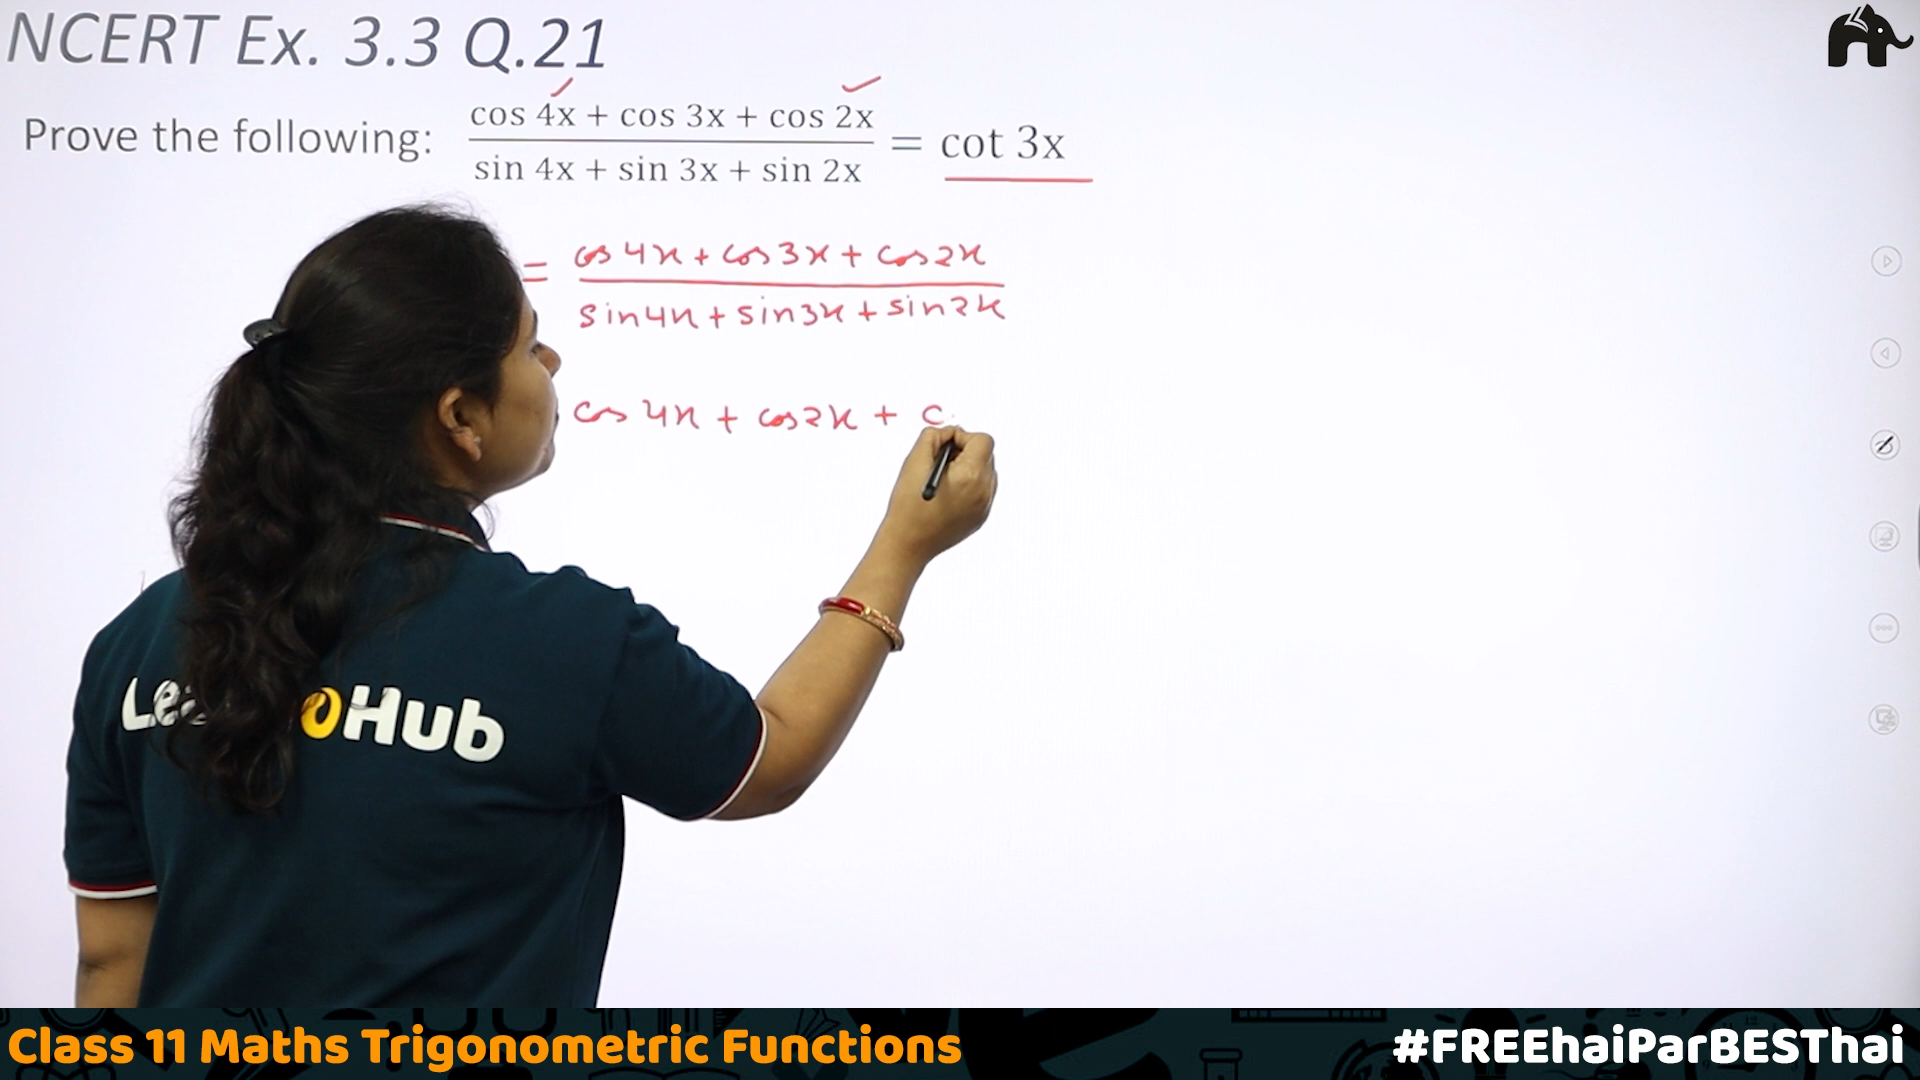 NCERT Ex. 3.3 Q.21
Prove the following: cos 4x + cos 3x + cos 2x / sin 4x + sin 3x + sin 2x = cot 3x
= cos 4x + cos 3x + cos 2x
sin 4x + sin 3x + sin 2x
cos 4x + cos 2x + c
oHub
Class 11 Maths Trigonometric Functions
#FREEhaiParBESThai